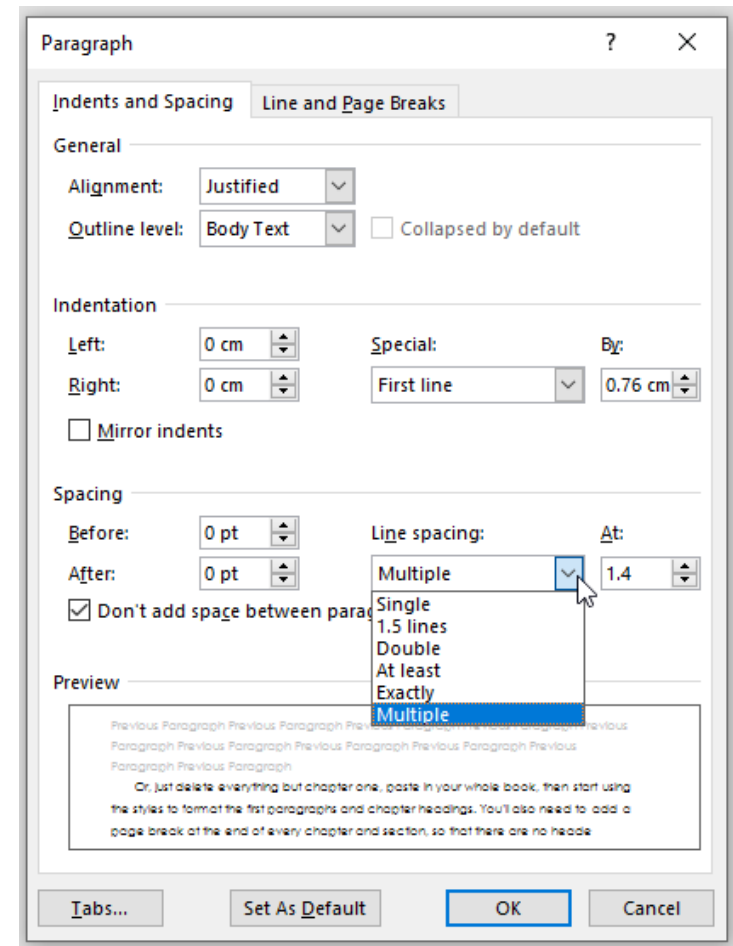 Paragraph ? ×
Indents and Spacing Line and Page Breaks
General
Alignment: Justified
Outline level: Body Text Collapsed by default
Indentation
Left: 0 cm Special: By:
Right: 0 cm First line 0.76 cm
Mirror indents
Spacing
Before: 0 pt Line spacing: At:
After: 0 pt Multiple 1.4
Don't add space between parag
Single
1.5 lines
Double
At least
Exactly
Multiple
Preview
Previous Paragraph Previous Paragraph Previous Paragraph Previous Paragraph Previous
Paragraph Previous Paragraph Previous Paragraph Previous Paragraph Previous
Paragraph Previous Paragraph
Or, just delete everything but chapter one, paste in your whole book, then start using
the styles to format the first paragraphs and chapter headings. You'll also need to add a
page break at the end of every chapter and section, so that there are no heade
Tabs... Set As Default OK Cancel